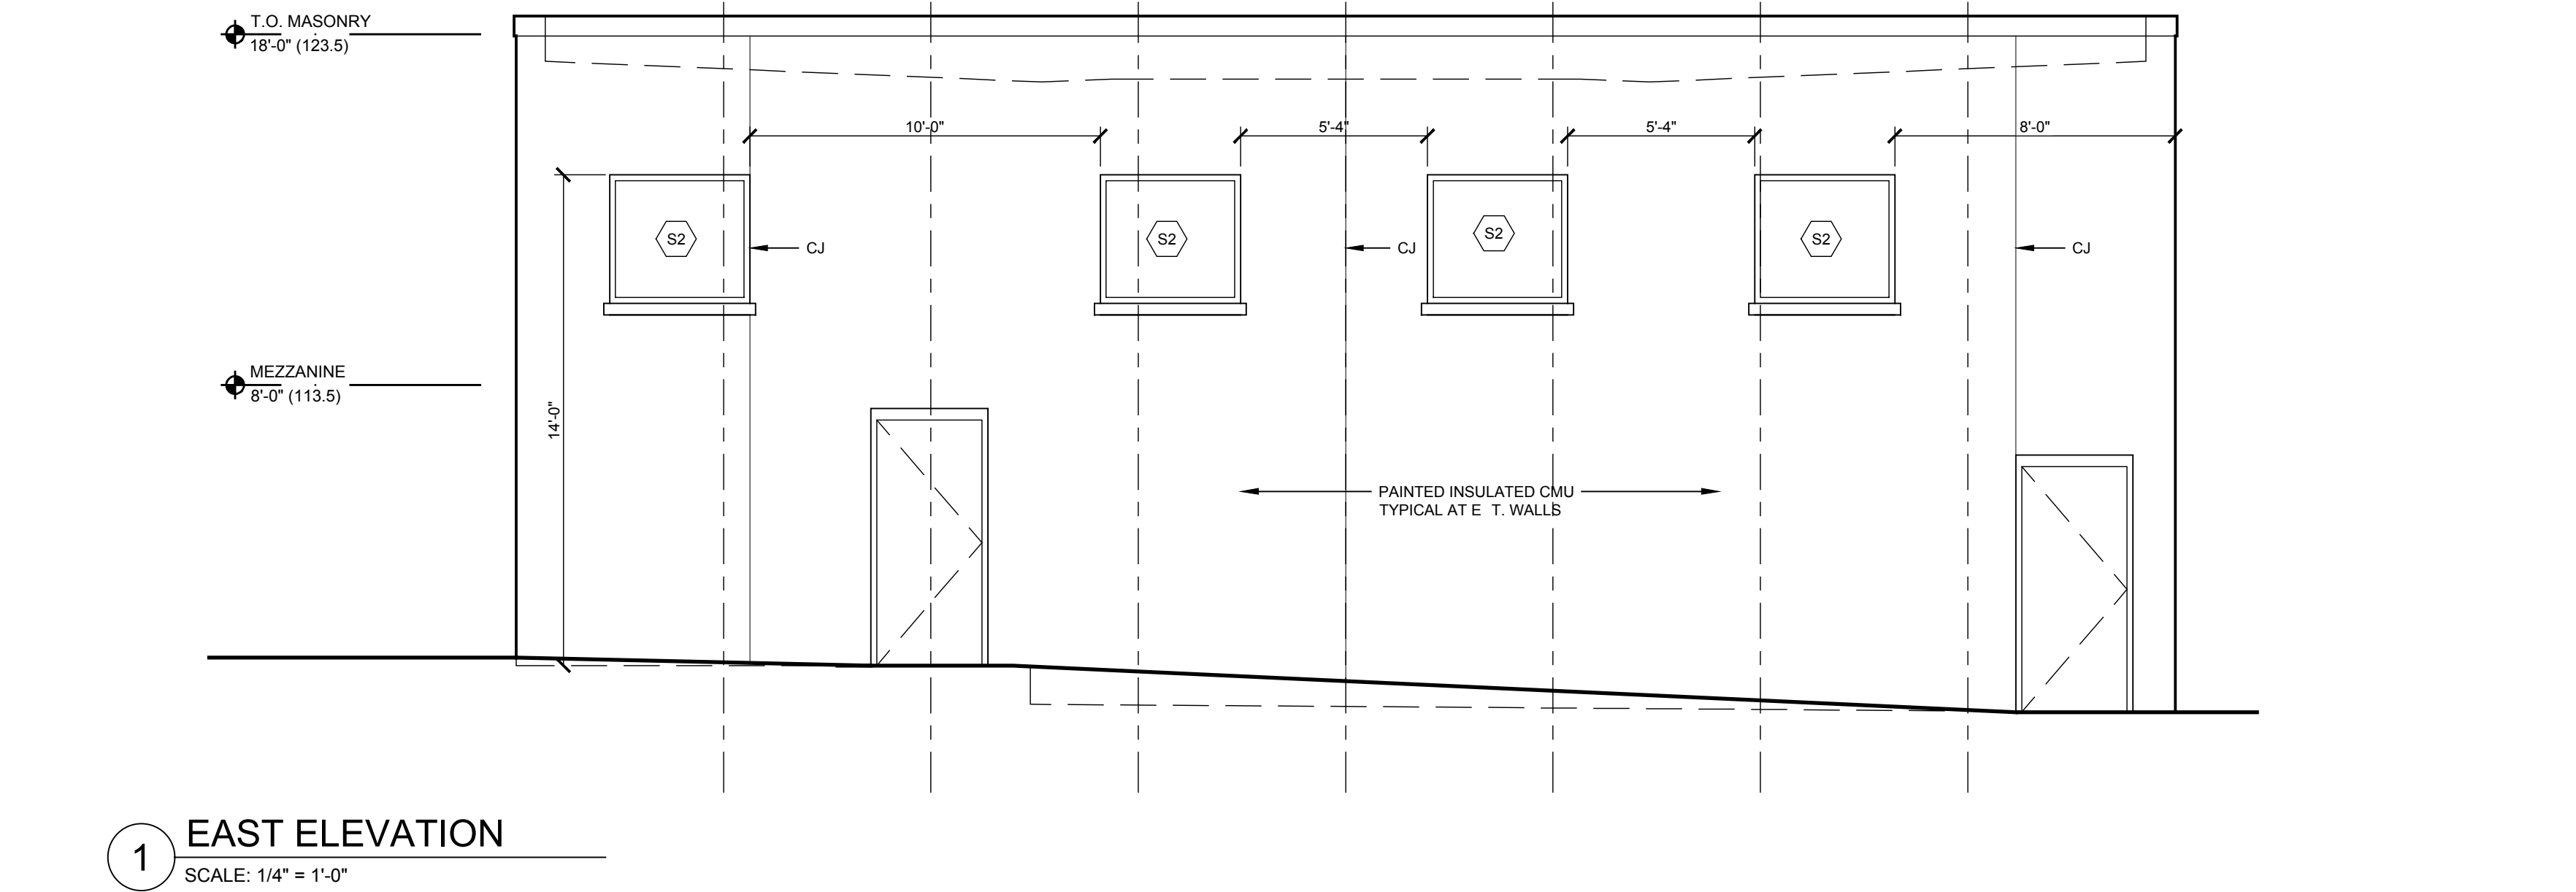 T.O. MASONRY
18'-0" (123.5)
10'-0"
5'-4"
5'-4"
8'-0"
S2
S2
S2
S2
CJ
CJ
CJ
MEZZANINE
8'-0" (113.5)
14'-0"
PAINTED INSULATED CMU
TYPICAL AT E T. WALLS
1
EAST ELEVATION
SCALE: 1/4" = 1'-0"